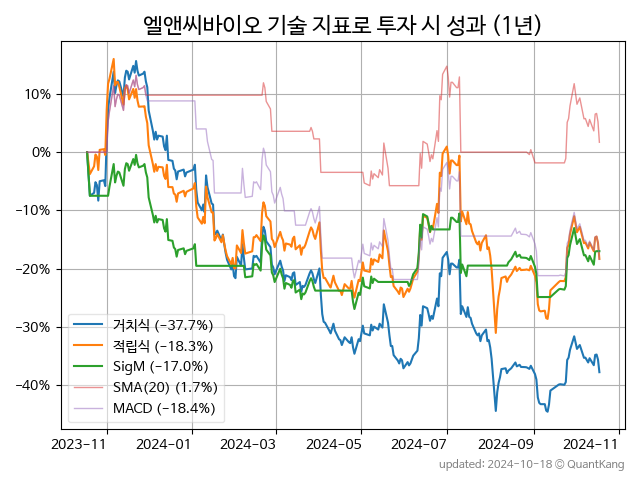 엘앤씨바이오 기술 지표로 투자 시 성과 (1년)
10%
0%
−10%
−20%
−30%
−40%
거치식 (−37.7%)
적립식 (−18.3%)
SigM (−17.0%)
SMA(20) (1.7%)
MACD (−18.4%)
2023−11
2024−01
2024−03
2024−05
2024−07
2024−09
2024−11
updated: 2024-10-18 © QuantKang